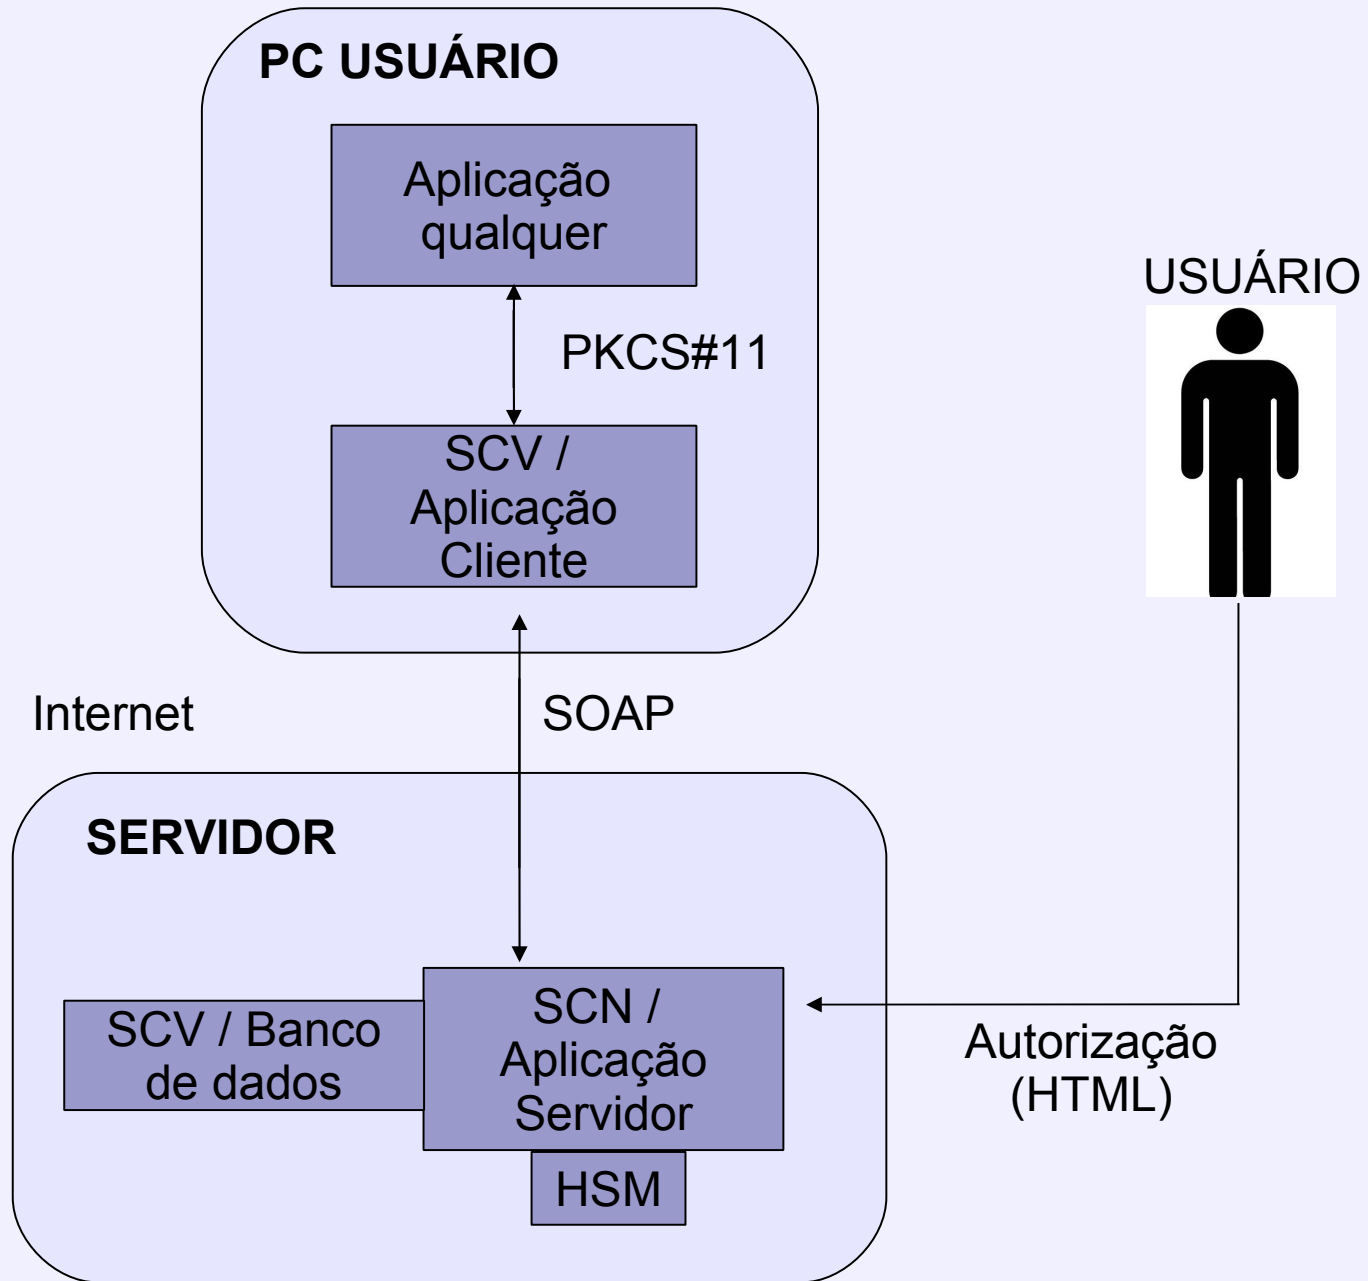 PC USUÁRIO
Aplicação
qualquer
USUÁRIO
PKCS#11
SCV /
Aplicação
Cliente
Internet
SOAP
SERVIDOR
SCV / Banco
de dados
SCN /
Aplicação
Servidor
HSM
Autorização
(HTML)